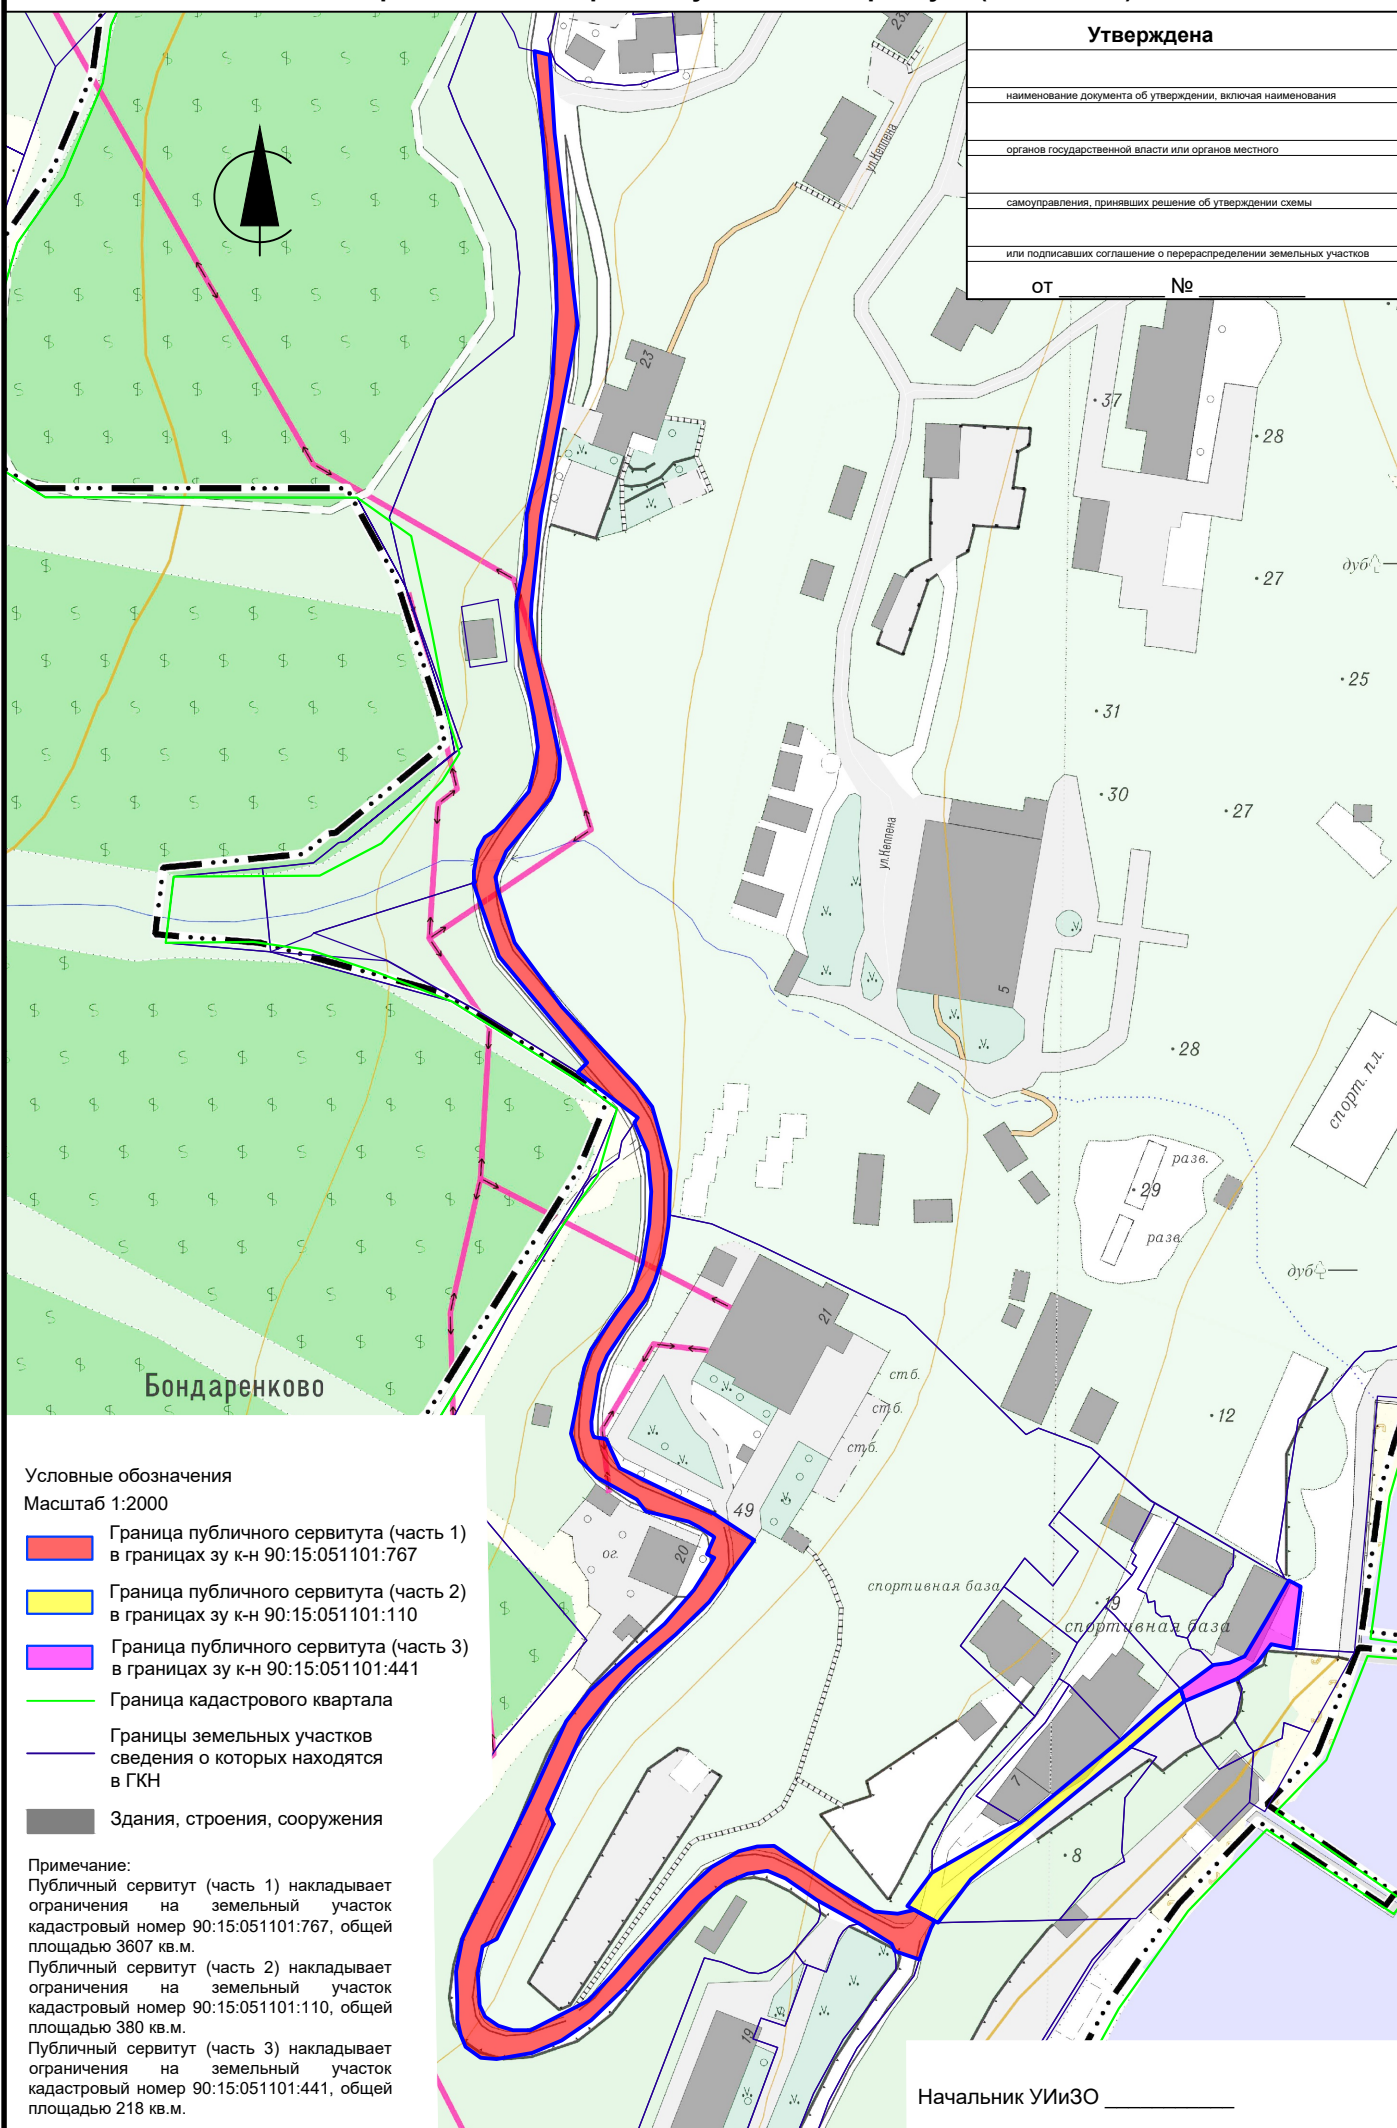 Утверждена
наименование документа об утверждении, включая наименования
органов государственной власти или органов местного
самоуправления, принявших решение об утверждении схемы
или подписавших соглашение о перераспределении земельных участков
от __________ № __________
ул.Кеппена
23
37
28
27
дуб
25
31
30
27
ул.Кеппена
5
28
спорт. пл.
разв.
29
разв.
дуб
21
стб.
стб.
стб.
12
Бондаренково
49
ог.
20
спортивная база
19
спортивная база
7
8
19
Условные обозначения
Масштаб 1:2000
Граница публичного сервитута (часть 1)
в границах зу к-н 90:15:051101:767
Граница публичного сервитута (часть 2)
в границах зу к-н 90:15:051101:110
Граница публичного сервитута (часть 3)
в границах зу к-н 90:15:051101:441
Граница кадастрового квартала
Границы земельных участков
сведения о которых находятся
в ГКН
Здания, строения, сооружения
Примечание:
Публичный сервитут (часть 1) накладывает
ограничения на земельный участок
кадастровый номер 90:15:051101:767, общей
площадью 3607 кв.м.
Публичный сервитут (часть 2) накладывает
ограничения на земельный участок
кадастровый номер 90:15:051101:110, общей
площадью 380 кв.м.
Публичный сервитут (часть 3) накладывает
ограничения на земельный участок
кадастровый номер 90:15:051101:441, общей
площадью 218 кв.м.
Начальник УИиЗО ____________